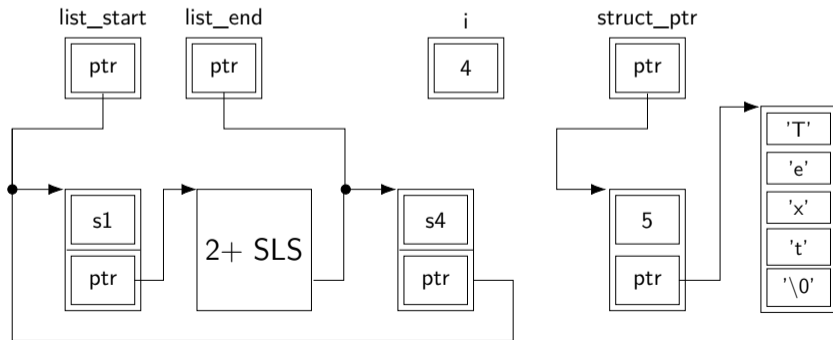 list_start list_end i struct_ptr
ptr ptr 4 ptr
'T'
'e'
s1 2+ SLS s4 5 'x'
't'
ptr ptr ptr '\0'